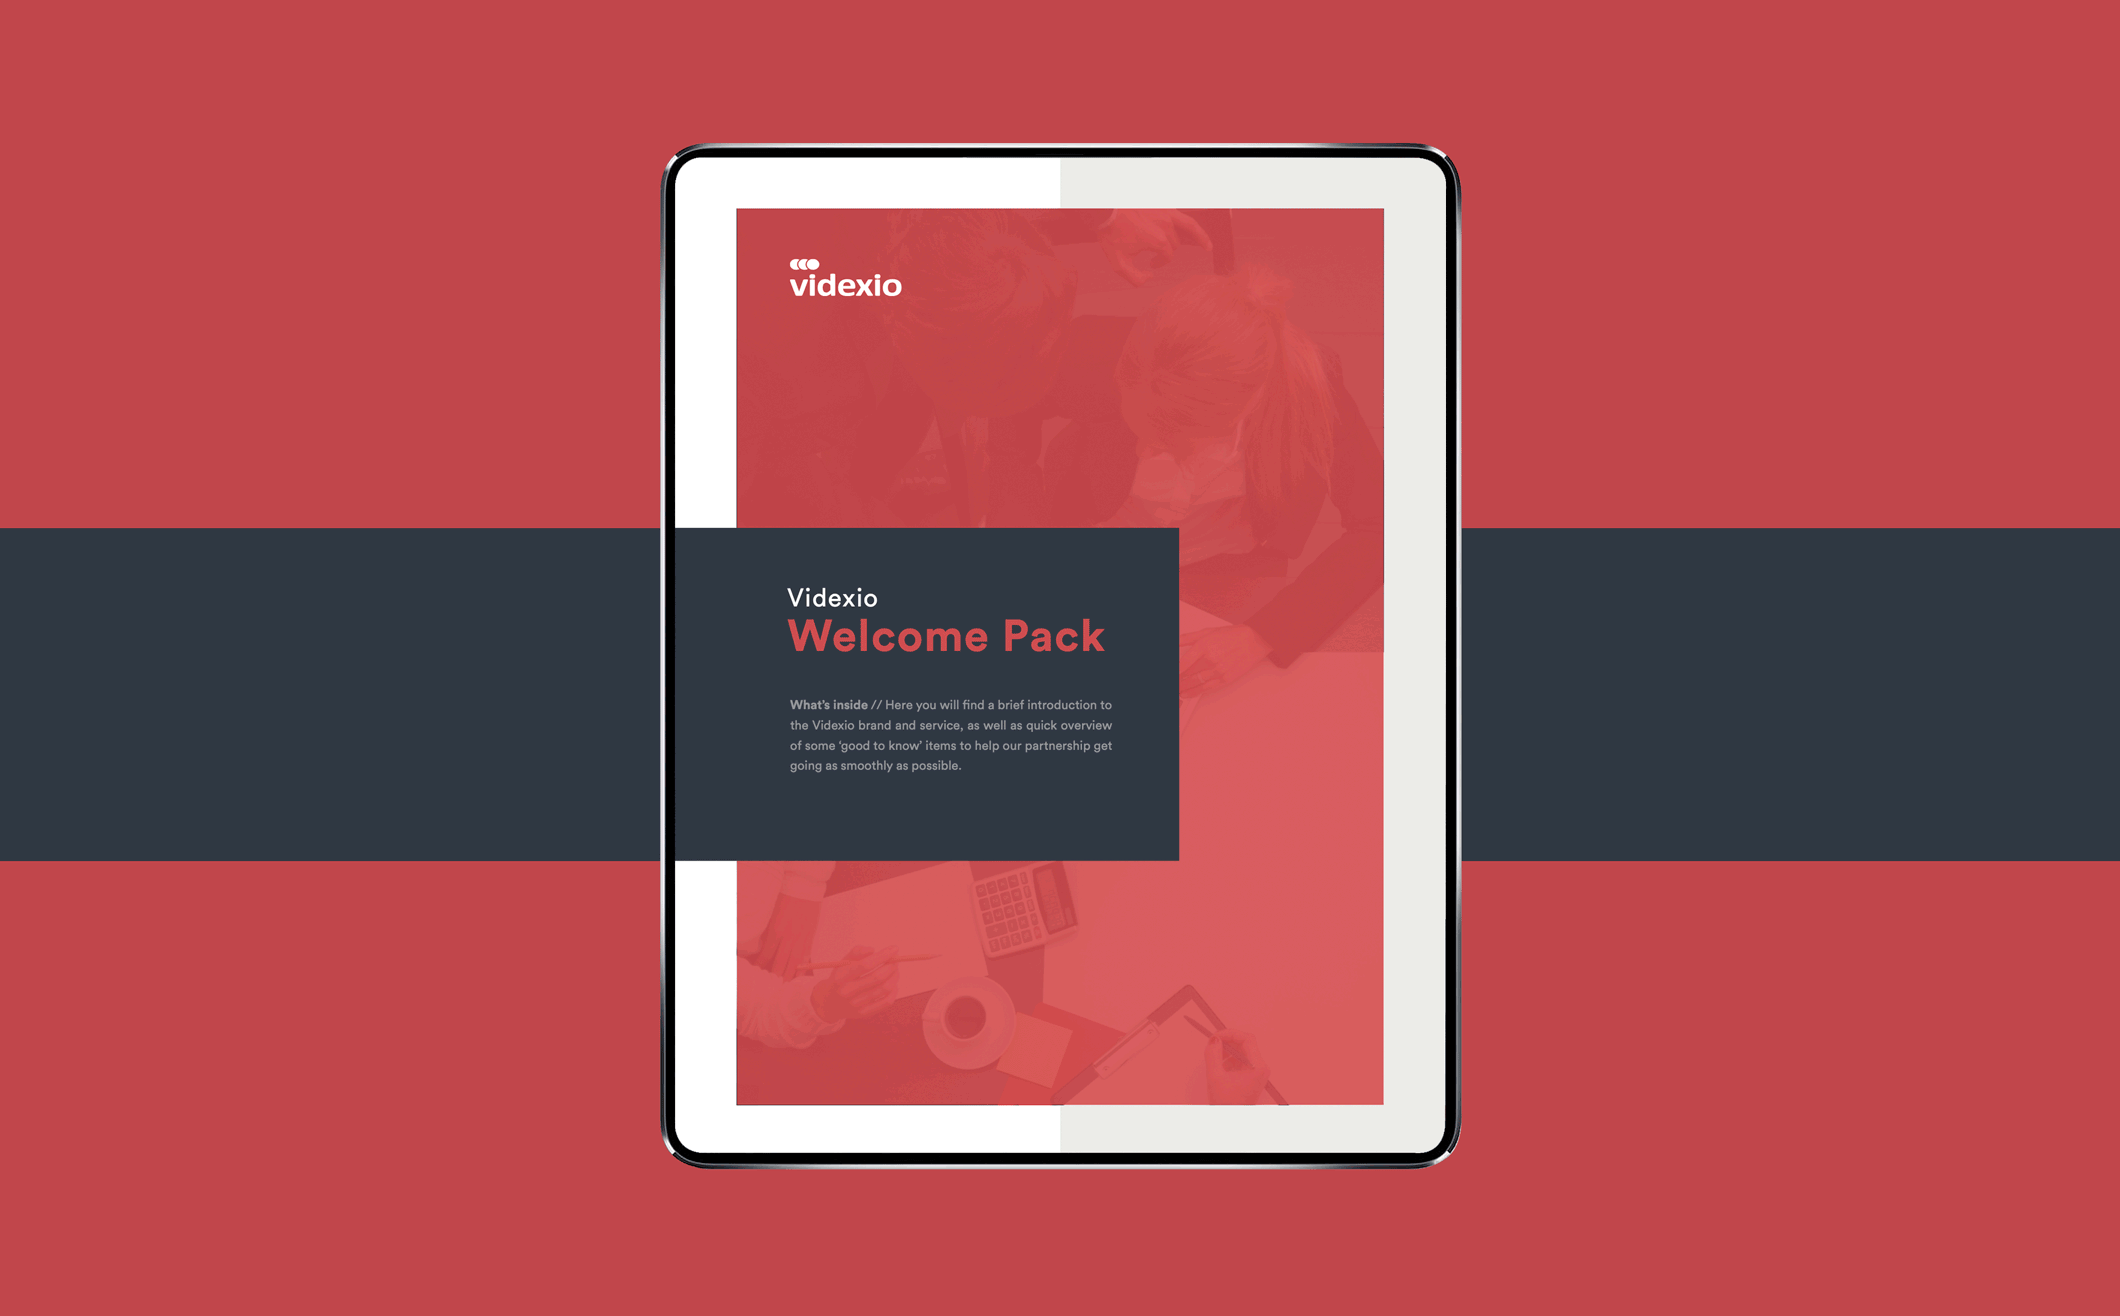 videxio
Videxio
Welcome Pack
What's inside // Here you will find a brief introduction to
the Videxio brand and service, as well as quick overview
of some ‘good to know’ items to help our partnership get
going as smoothly as possible.